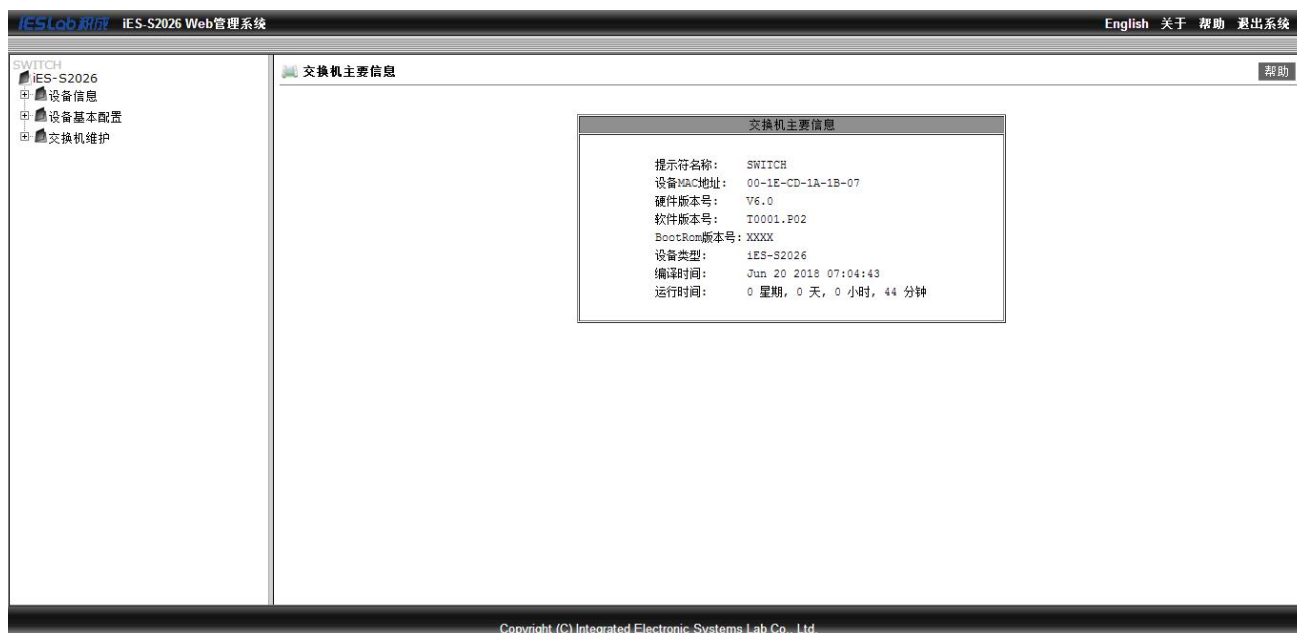 IESLab 积成 iES-S2026 Web管理系统 English 关于 帮助 退出系统
SWITCH
iES-S2026
设备信息
设备基本配置
交换机维护
交换机主要信息 帮助
交换机主要信息
提示符名称: SWITCH
设备MAC地址: 00-1E-CD-1A-1B-07
硬件版本号: V6.0
软件版本号: T0001.P02
BootRom版本号: XXXX
设备类型: iES-S2026
编译时间: Jun 20 2018 07:04:43
运行时间: 0 星期, 0 天, 0 小时, 44 分钟
Copyright (C) Integrated Electronic Systems Lab Co., Ltd.